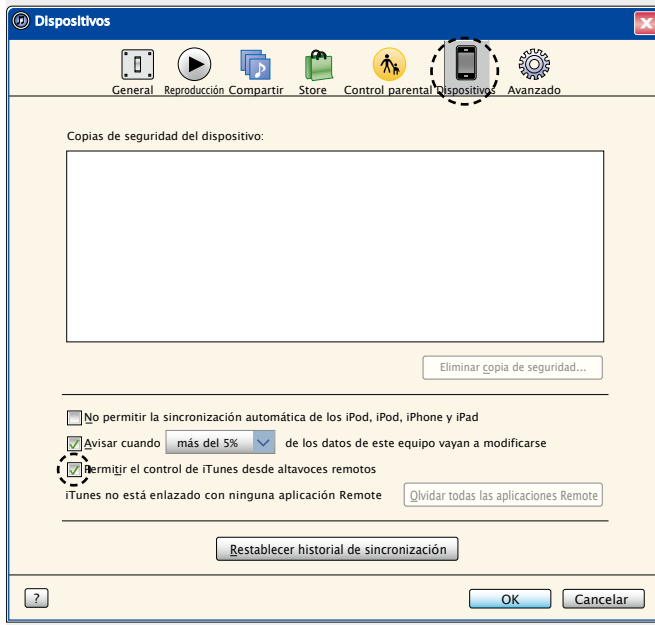 Dispositivos
General Reproducción Compartir Store Control parental Dispositivos Avanzado
Copias de seguridad del dispositivo:
Eliminar copia de seguridad...
No permitir la sincronización automática de los iPod, iPod, iPhone y iPad
Avisar cuando más del 5% de los datos de este equipo vayan a modificarse
Permitir el control de iTunes desde altavoces remotos
iTunes no está enlazado con ninguna aplicación Remote Olvidar todas las aplicaciones Remote
Restablecer historial de sincronización
? OK Cancelar